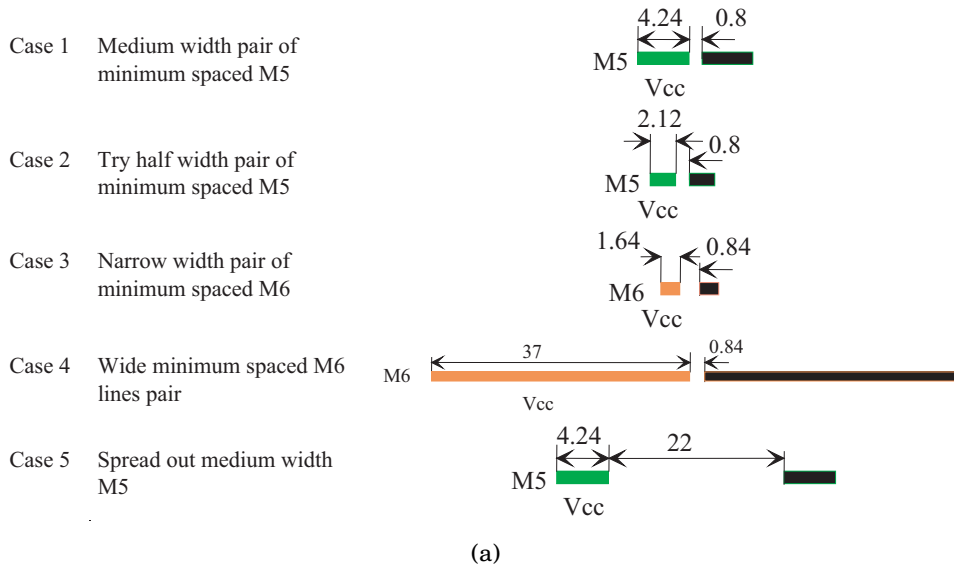 4.24 0.8
Case 1 Medium width pair of
minimum spaced M5
M5
Vcc
2.12
0.8
Case 2 Try half width pair of
minimum spaced M5
M5
Vcc
1.64 0.84
Case 3 Narrow width pair of
minimum spaced M6
M6
Vcc
37 0.84
Case 4 Wide minimum spaced M6
lines pair
M6
Vcc
4.24 22
Case 5 Spread out medium width
M5
M5
Vcc
(a)